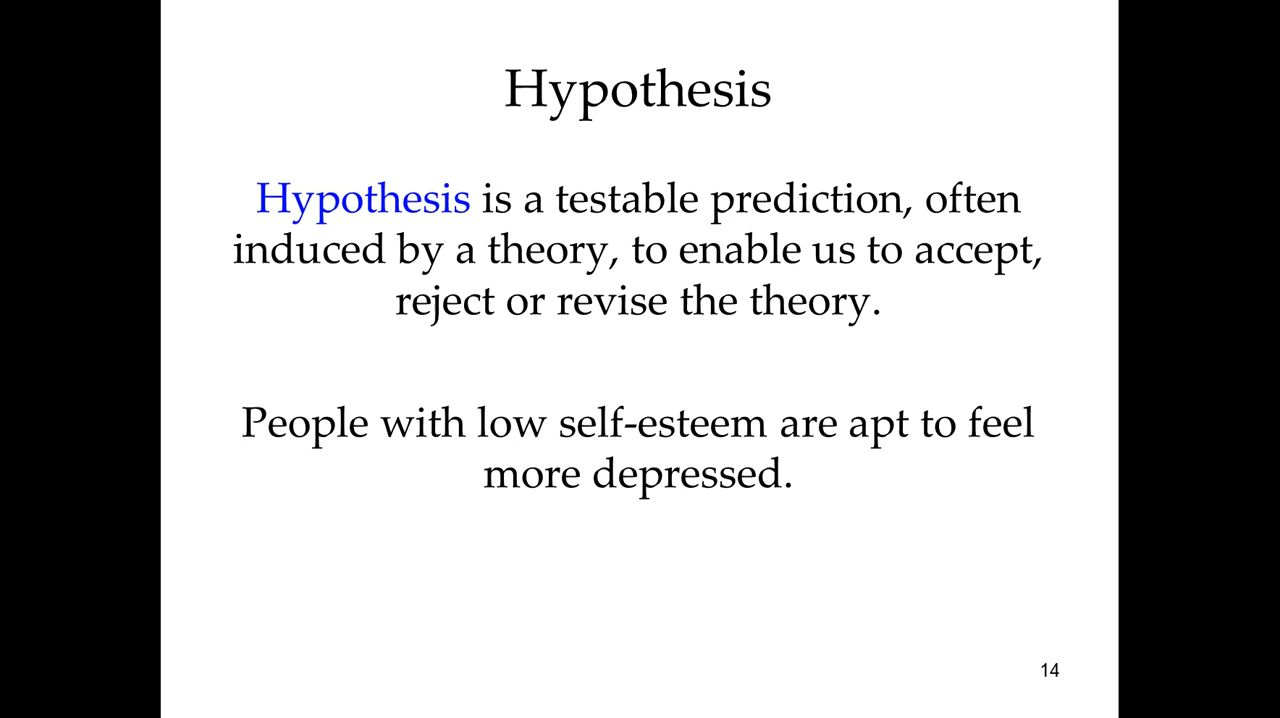 Hypothesis
Hypothesis is a testable prediction, often
induced by a theory, to enable us to accept,
reject or revise the theory.
People with low self-esteem are apt to feel
more depressed.
14